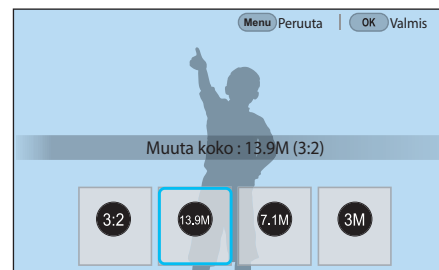 Menu Peruuta | OK Valmis
Muuta koko : 13.9M (3:2)
3:2 13.9M 7.1M 3M